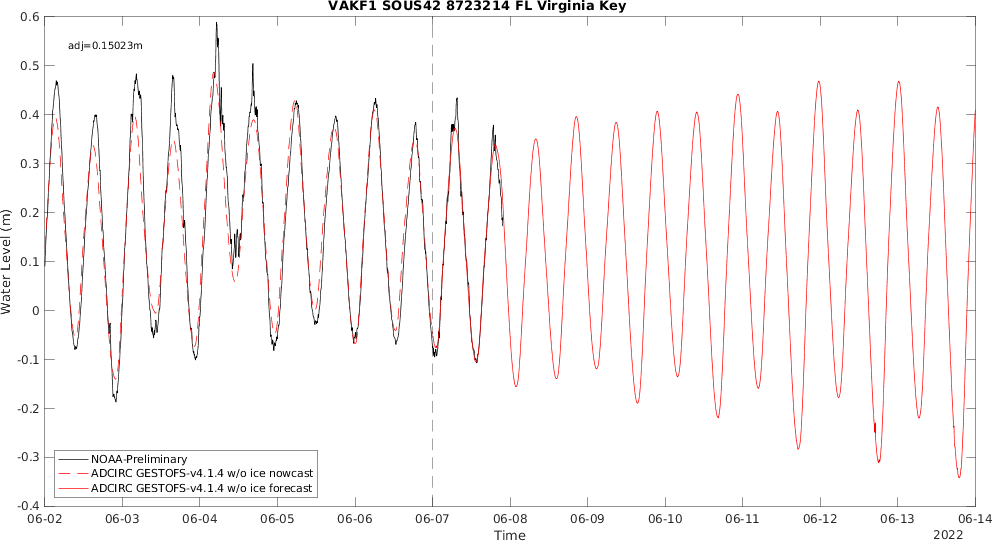 VAKF1 SOUS42 8723214 FL Virginia Key
adj=0.15023m
0.6
0.5
0.4
0.3
0.2
0.1
0
-0.1
-0.2
-0.3
-0.4
Water Level (m)
NOAA-Preliminary
ADCIRC GESTOFS-v4.1.4 w/o ice nowcast
ADCIRC GESTOFS-v4.1.4 w/o ice forecast
06-02 06-03 06-04 06-05 06-06 06-07 06-08 06-09 06-10 06-11 06-12 06-13 06-14
Time
2022